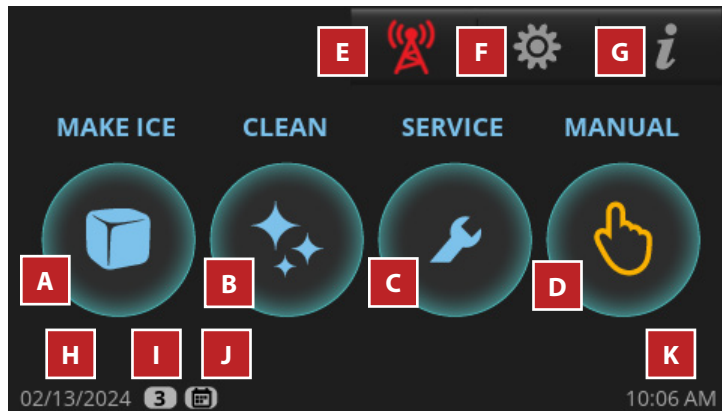 E F G i
MAKE ICE CLEAN SERVICE MANUAL
A B C D
H I J K
02/13/2024 3 10:06 AM